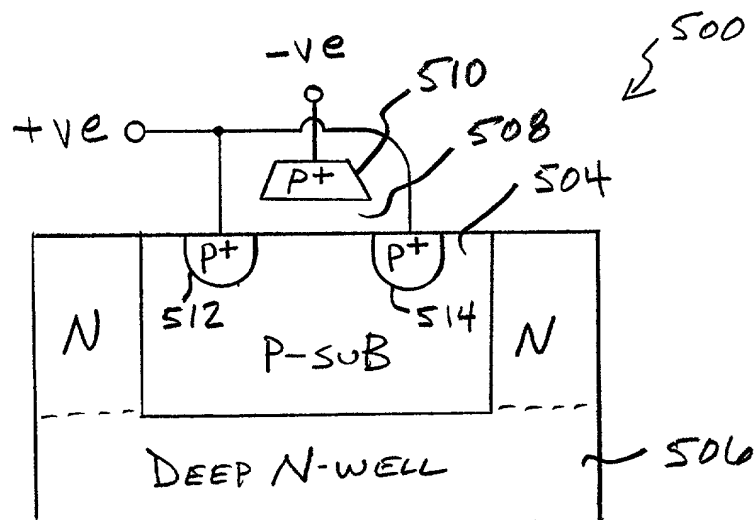 500
-ve
510
+ve
508
P+
504
P+
P+
512
514
N
P-SUB
N
DEEP N-WELL
506